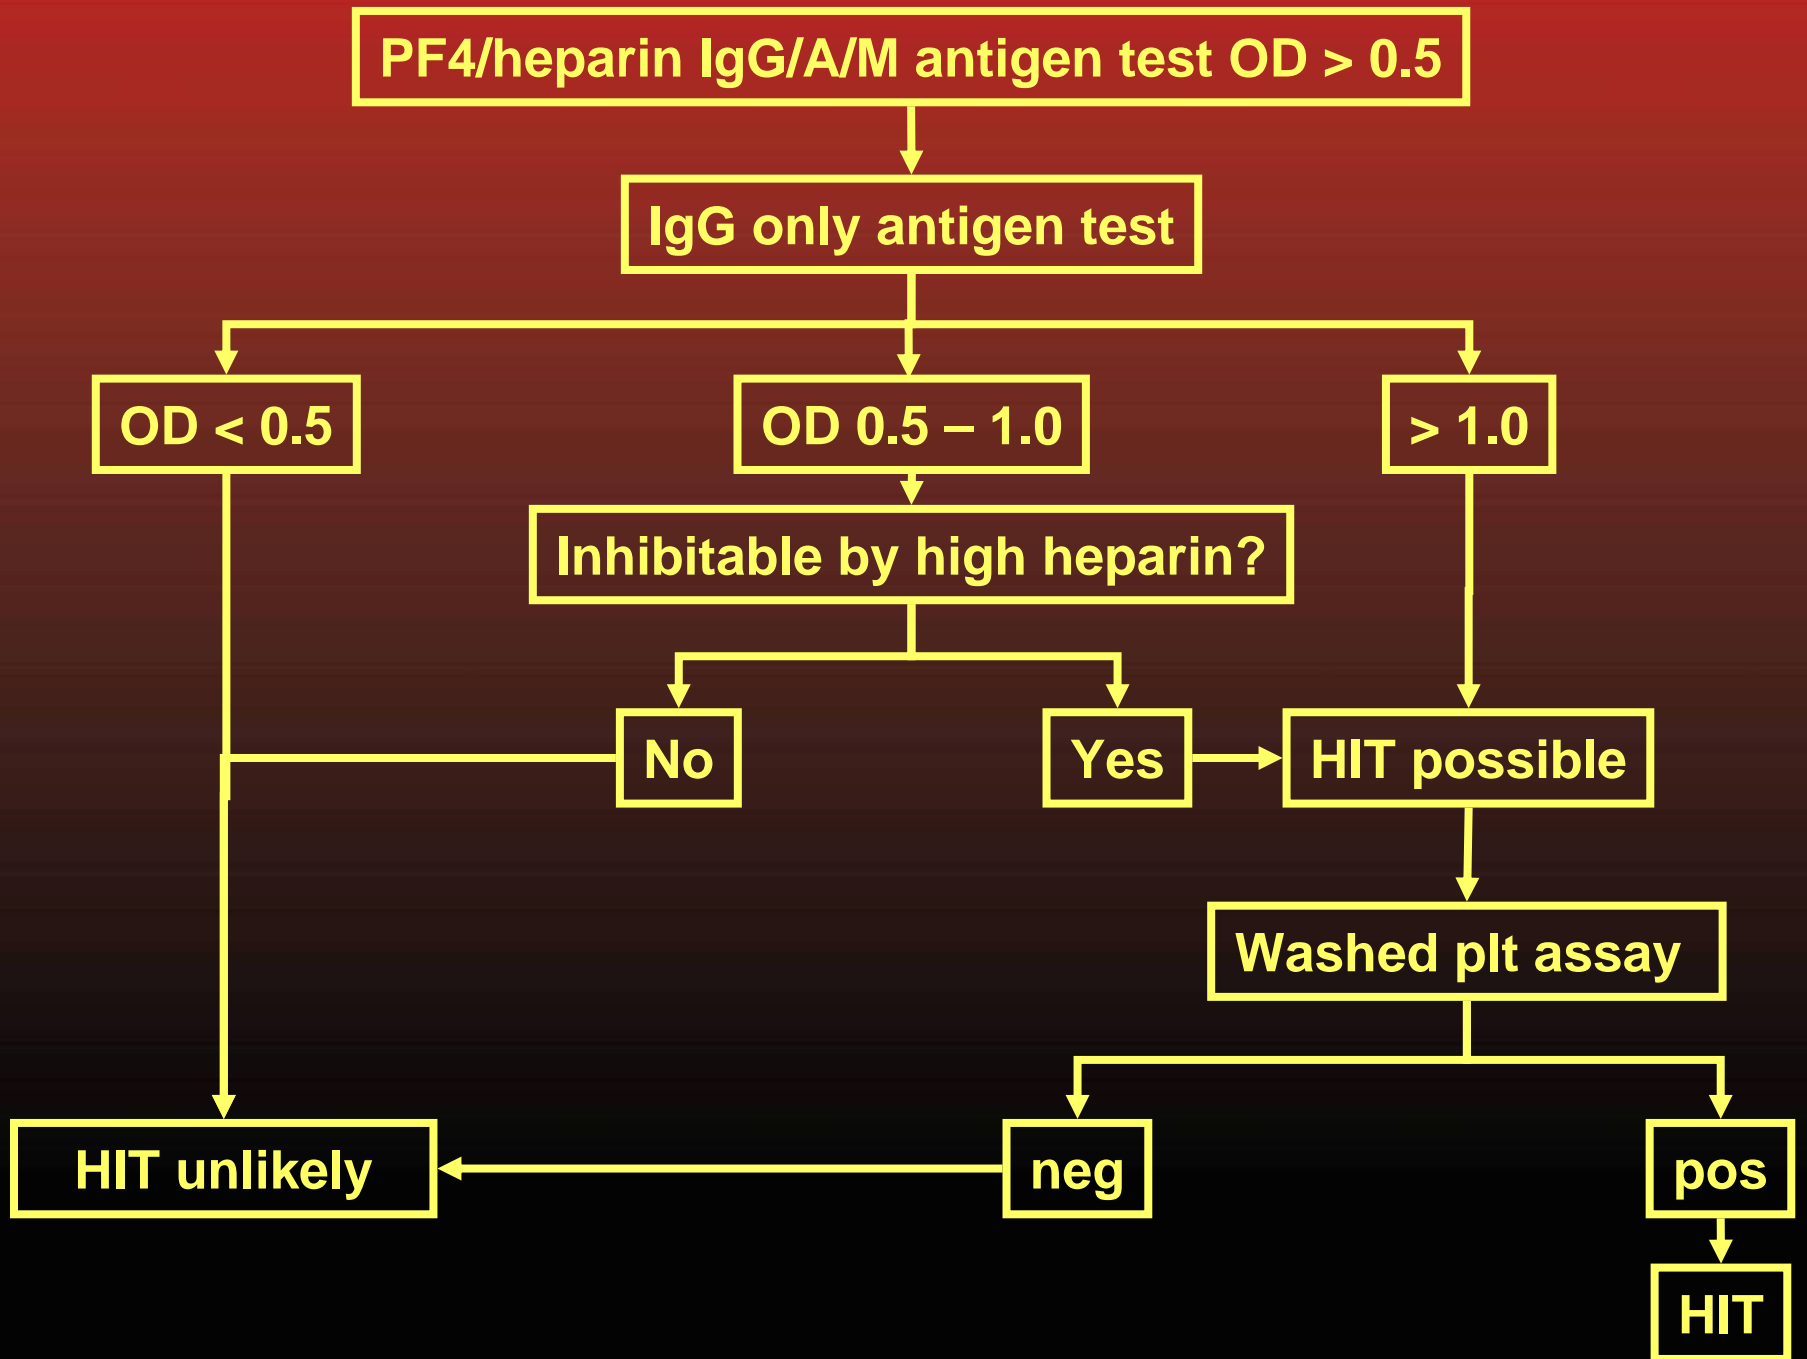 PF4/heparin IgG/A/M antigen test OD > 0.5
IgG only antigen test
OD < 0.5
OD 0.5 – 1.0
> 1.0
Inhibitable by high heparin?
No
Yes
HIT possible
Washed plt assay
HIT unlikely
neg
pos
HIT